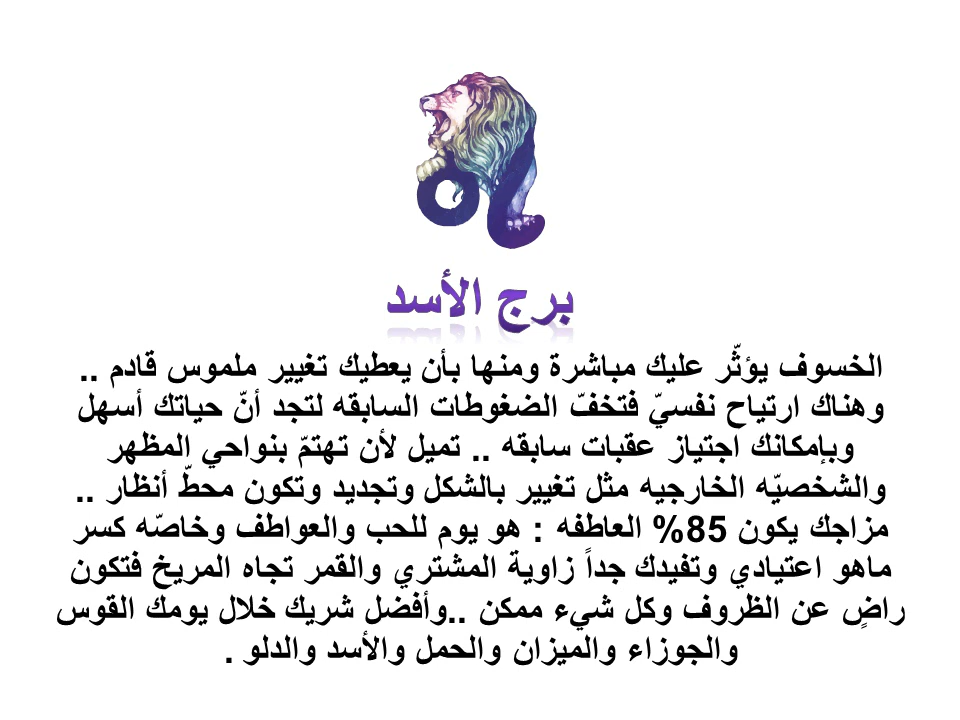 برج الأسد
الخسوف يؤثّر عليك مباشرة ومنها بأن يعطيك تغيير ملموس قادم ..
وهناك ارتياح نفسيّ فتخفّ الضغوطات السابقه لتجد أنّ حياتك أسهل
وبإمكانك اجتياز عقبات سابقه .. تميل لأن تهتمّ بنواحي المظهر
والشخصيّه الخارجيه مثل تغيير بالشكل وتجديد وتكون محطّ أنظار ..
مزاجك يكون 85% العاطفه : هو يوم للحب والعواطف وخاصّه كسر
ماهو اعتيادي وتفيدك جداً زاوية المشتري والقمر تجاه المريخ فتكون
راضٍ عن الظروف وكل شيء ممكن ..وأفضل شريك خلال يومك القوس
والجوزاء والميزان والحمل والأسد والدلو .